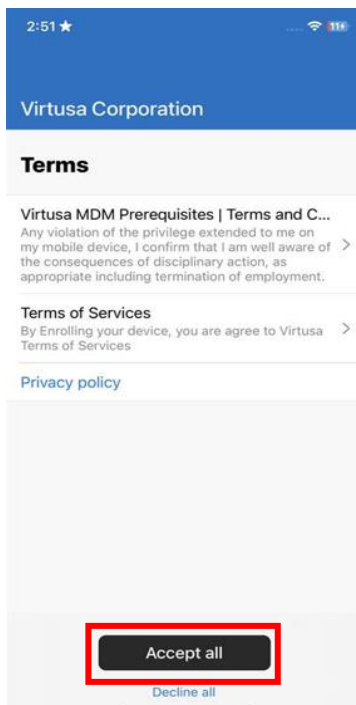 2:51★
11+
Virtusa Corporation
Terms
Virtusa MDM Prerequisites | Terms and C...
Any violation of the privilege extended to me on
my mobile device, I confirm that I am well aware of
the consequences of disciplinary action, as
appropriate including termination of employment.
Terms of Services
By Enrolling your device, you are agree to Virtusa
Terms of Services
Privacy policy
Accept all
Decline all